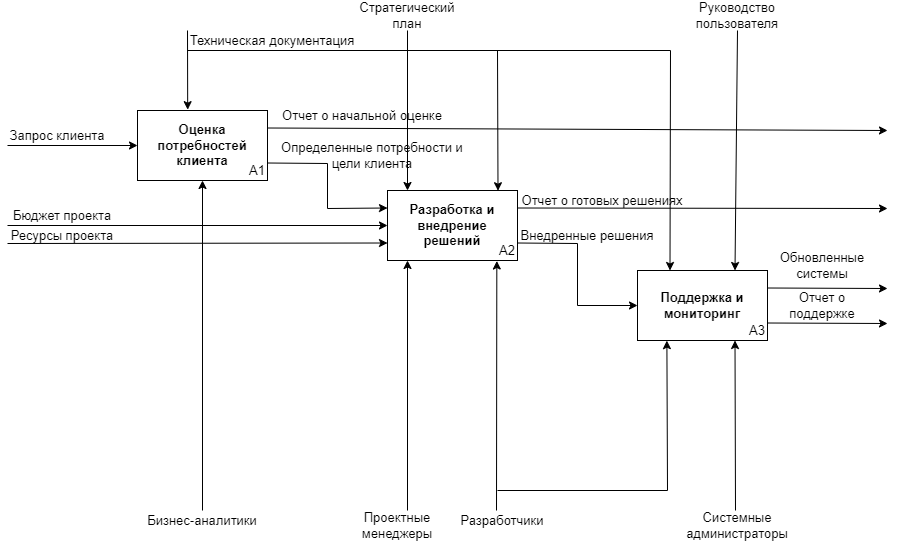 Стратегический
план
Руководство
пользователя
Техническая документация
Запрос клиента
Оценка
потребностей
клиента
A1
Отчет о начальной оценке
Определенные потребности и
цели клиента
Бюджет проекта
Ресурсы проекта
Разработка и
внедрение
решений
A2
Отчет о готовых решениях
Внедренные решения
Поддержка и
мониторинг
A3
Обновленные
системы
Отчет о
поддержке
Бизнес-аналитики
Проектные
менеджеры
Разработчики
Системные
администраторы